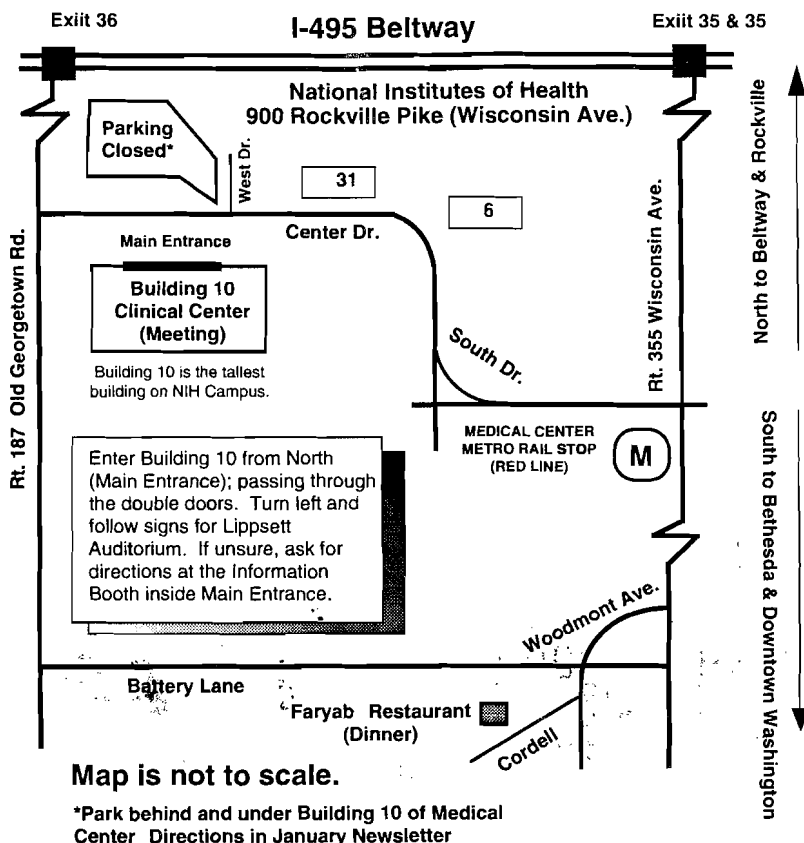 Exiit 36
I-495 Beltway
Exiit 35 & 35
National Institutes of Health
900 Rockville Pike (Wisconsin Ave.)
Parking
Closed*
West Dr.
31
6
Center Dr.
Main Entrance
Building 10
Clinical Center
(Meeting)
Building 10 is the tallest
building on NIH Campus.
South Dr.
Rt. 187 Old Georgetown Rd.
Rt. 355 Wisconsin Ave.
North to Beltway & Rockville
South to Bethesda & Downtown Washington
MEDICAL CENTER
METRO RAIL STOP
(RED LINE)
M
Enter Building 10 from North
(Main Entrance); passing through
the double doors. Turn left and
follow signs for Lippsett
Auditorium. If unsure, ask for
directions at the Information
Booth inside Main Entrance.
Woodmont Ave.
Battery Lane
Faryab Restaurant
(Dinner)
Cordell
Map is not to scale.
*Park behind and under Building 10 of Medical
Center Directions in January Newsletter